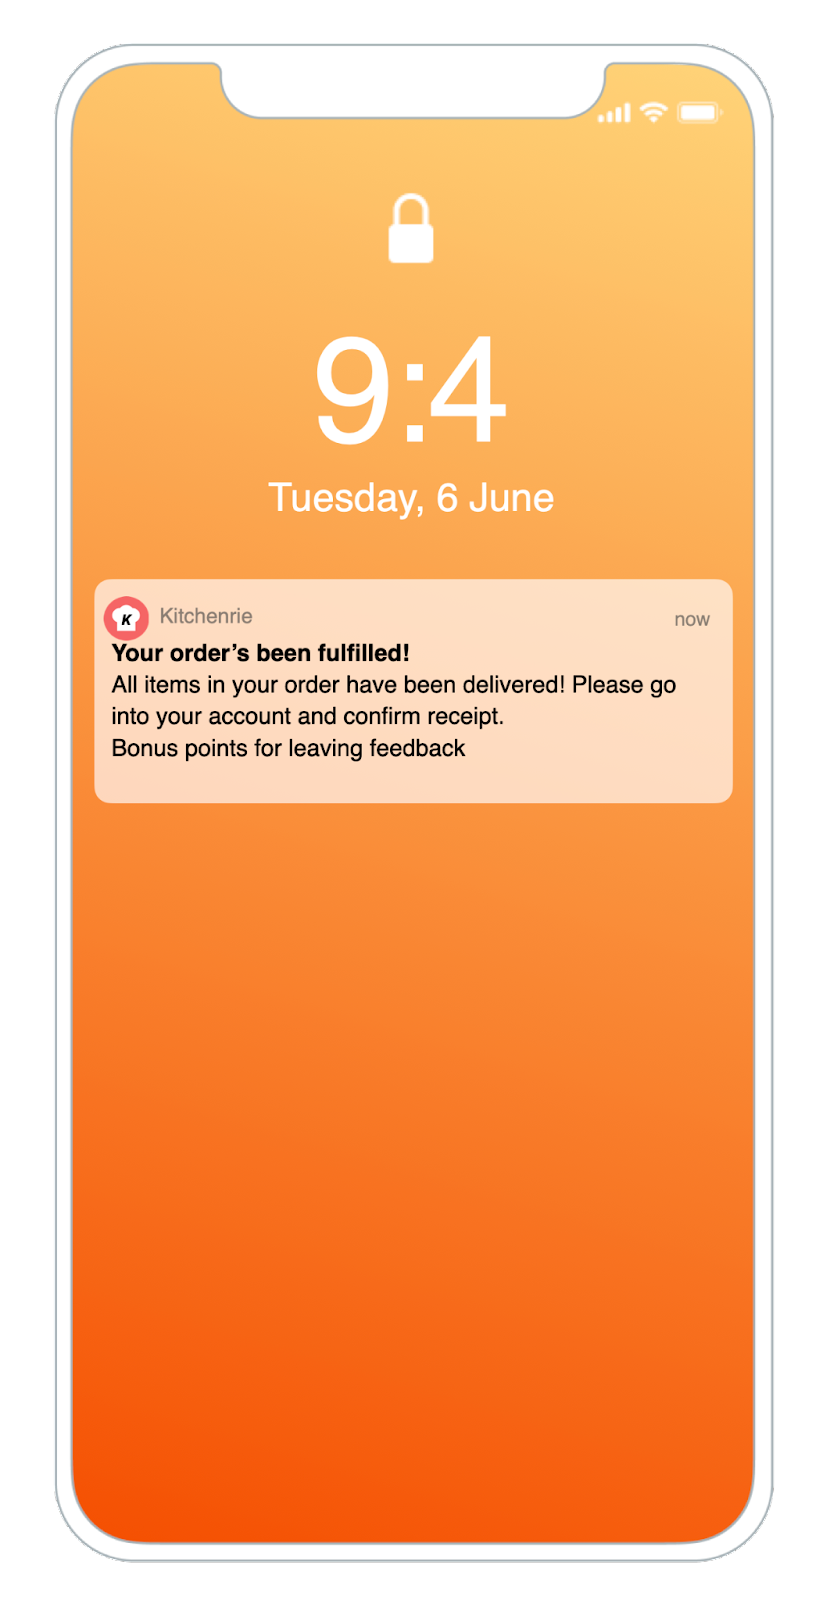 9:4
Tuesday, 6 June
K
Kitchenrie
now
Your order’s been fulfilled!
All items in your order have been delivered! Please go
into your account and confirm receipt.
Bonus points for leaving feedback